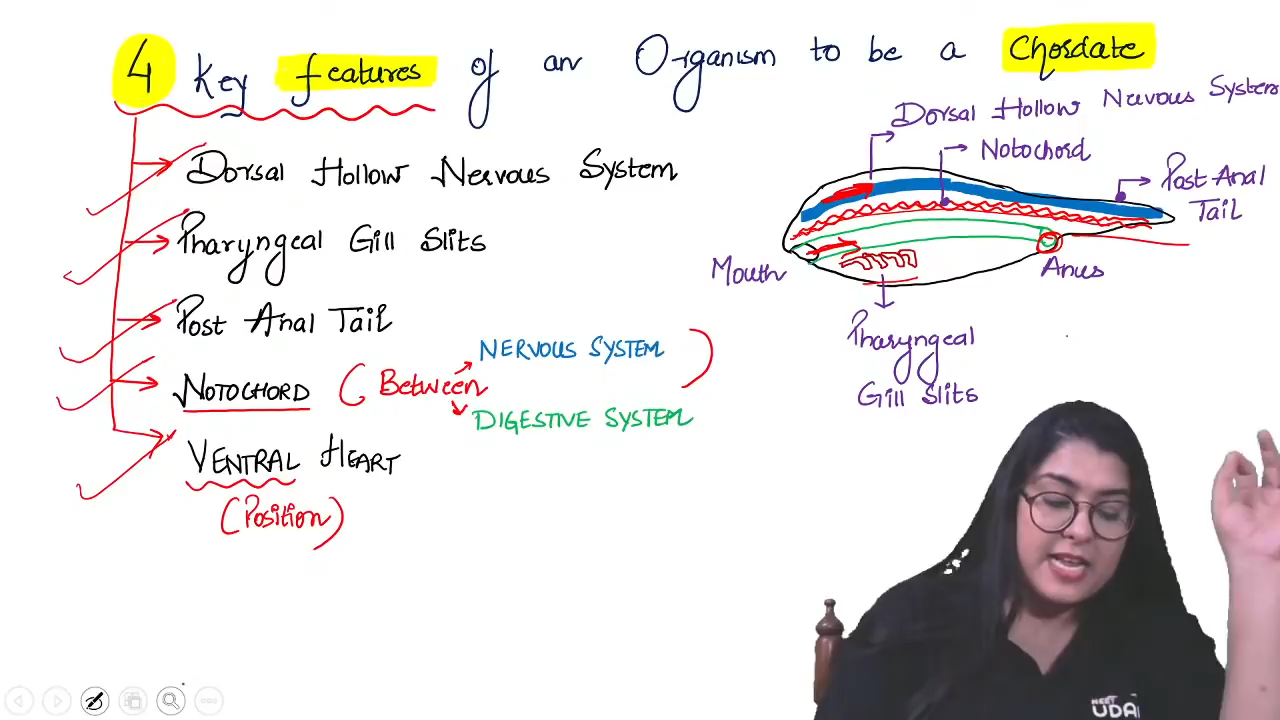 4 Key features of an Organism to be a Chordate
Dorsal Hollow Nervous System
Pharyngeal Gill Slits
Post Anal Tail
NOTOCHORD ( Between
NERVOUS SYSTEM )
DIGESTIVE SYSTEM
VENTRAL HEART
(Position)
Dorsal Hollow Nervous System
Notochord
Post Anal
Tail
Mouth
Anus
Pharyngeal
Gill Slits
NEET
UDA